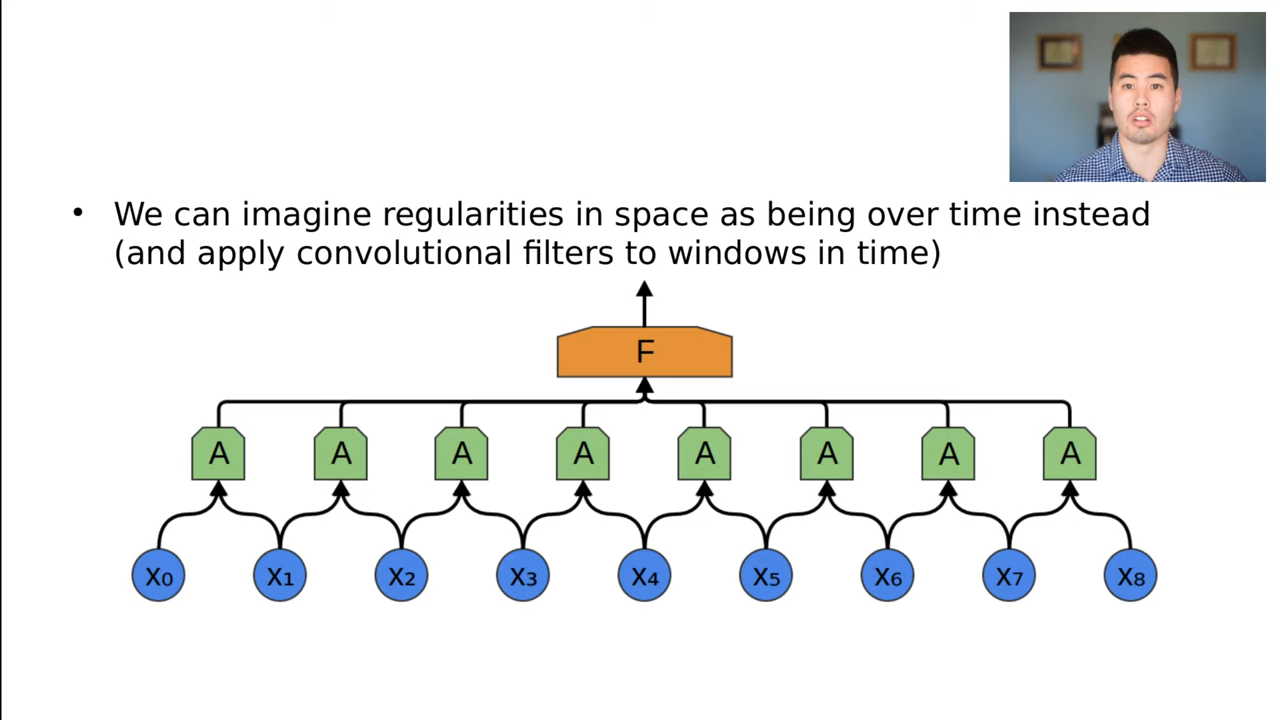 • We can imagine regularities in space as being over time instead
(and apply convolutional filters to windows in time)
F
A A A A A A A A
X₀ X₁ X₂ X₃ X₄ X₅ X₆ X₇ X₈